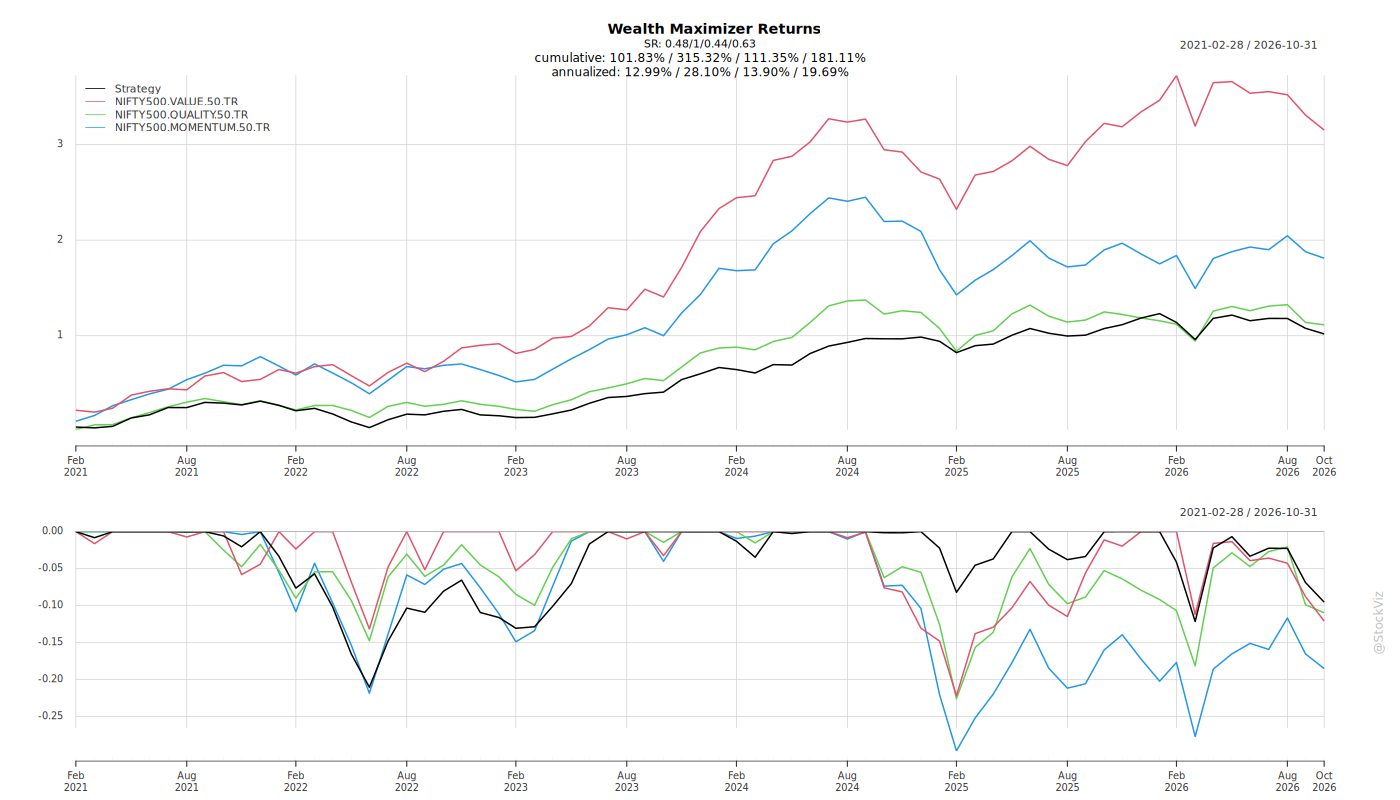 Wealth Maximizer Returns
SR: 0.48/1/0.44/0.63
cumulative: 101.83% / 315.32% / 111.35% / 181.11%
annualized: 12.99% / 28.10% / 13.90% / 19.69%
2021-02-28 / 2026-10-31
Strategy
NIFTY500.VALUE.50.TR
NIFTY500.QUALITY.50.TR
NIFTY500.MOMENTUM.50.TR
3
2
1
Feb 2021
Aug 2021
Feb 2022
Aug 2022
Feb 2023
Aug 2023
Feb 2024
Aug 2024
Feb 2025
Aug 2025
Feb 2026
Aug 2026
Oct 2026
2021-02-28 / 2026-10-31
0.00
-0.05
-0.10
-0.15
-0.20
-0.25
Feb 2021
Aug 2021
Feb 2022
Aug 2022
Feb 2023
Aug 2023
Feb 2024
Aug 2024
Feb 2025
Aug 2025
Feb 2026
Aug 2026
Oct 2026
@StockViz